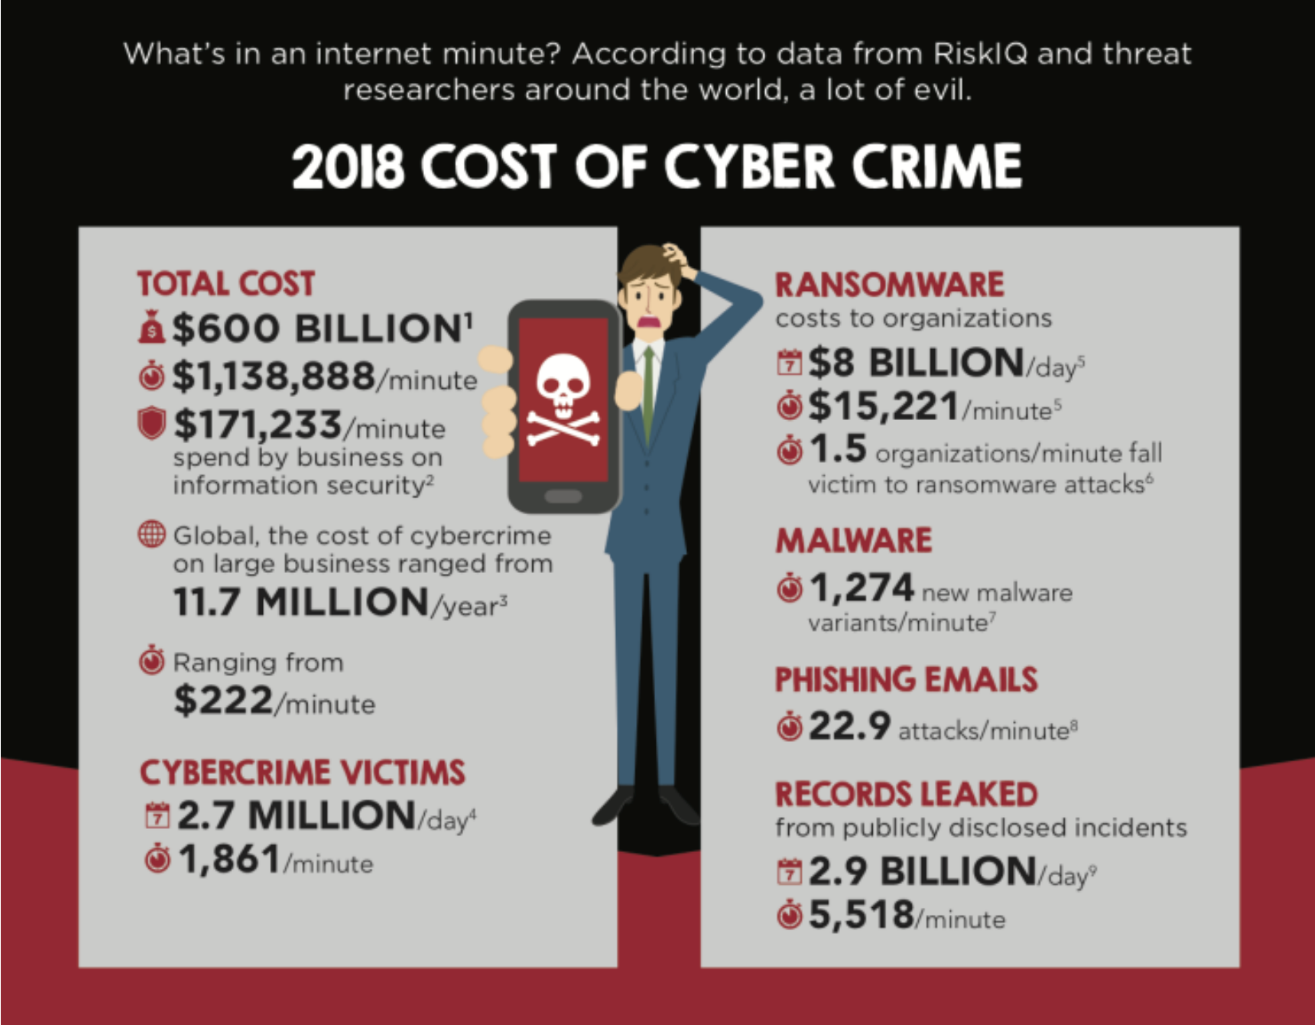 What's in an internet minute? According to data from RiskIQ and threat
researchers around the world, a lot of evil.
2018 COST OF CYBER CRIME
TOTAL COST
$600 BILLION¹
$1,138,888/minute
$171,233/minute
spend by business on
information security²
Global, the cost of cybercrime
on large business ranged from
11.7 MILLION/year³
Ranging from
$222/minute
CYBERCRIME VICTIMS
7 2.7 MILLION/day⁴
1,861/minute
RANSOMWARE
costs to organizations
7 $8 BILLION/day⁵
$15,221/minute⁵
1.5 organizations/minute fall
victim to ransomware attacks⁶
MALWARE
1,274 new malware
variants/minute⁷
PHISHING EMAILS
22.9 attacks/minute⁸
RECORDS LEAKED
from publicly disclosed incidents
7 2.9 BILLION/day⁹
5,518/minute